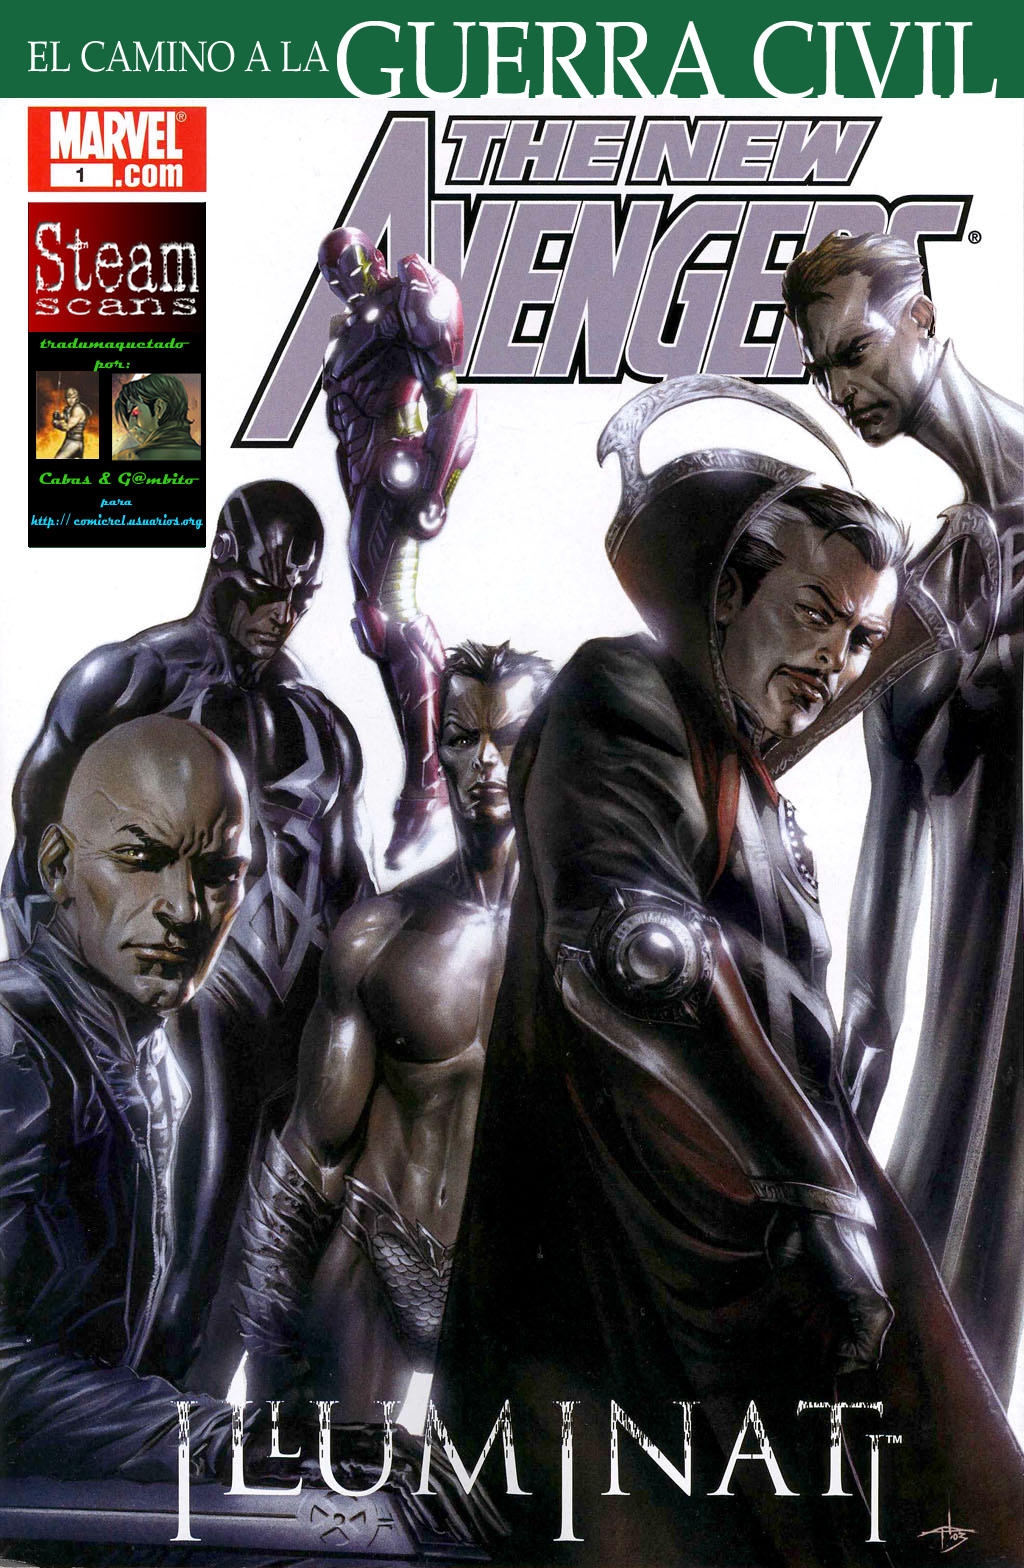 EL CAMINO A LA GUERRA CIVIL
MARVEL®
1 .com
THE NEW
AVENGERS®
Steam
scans
tradumaquetado
por:
Cabas & G@mbito
para
http://comicrel.usuarios.org
ILLUMINATI™